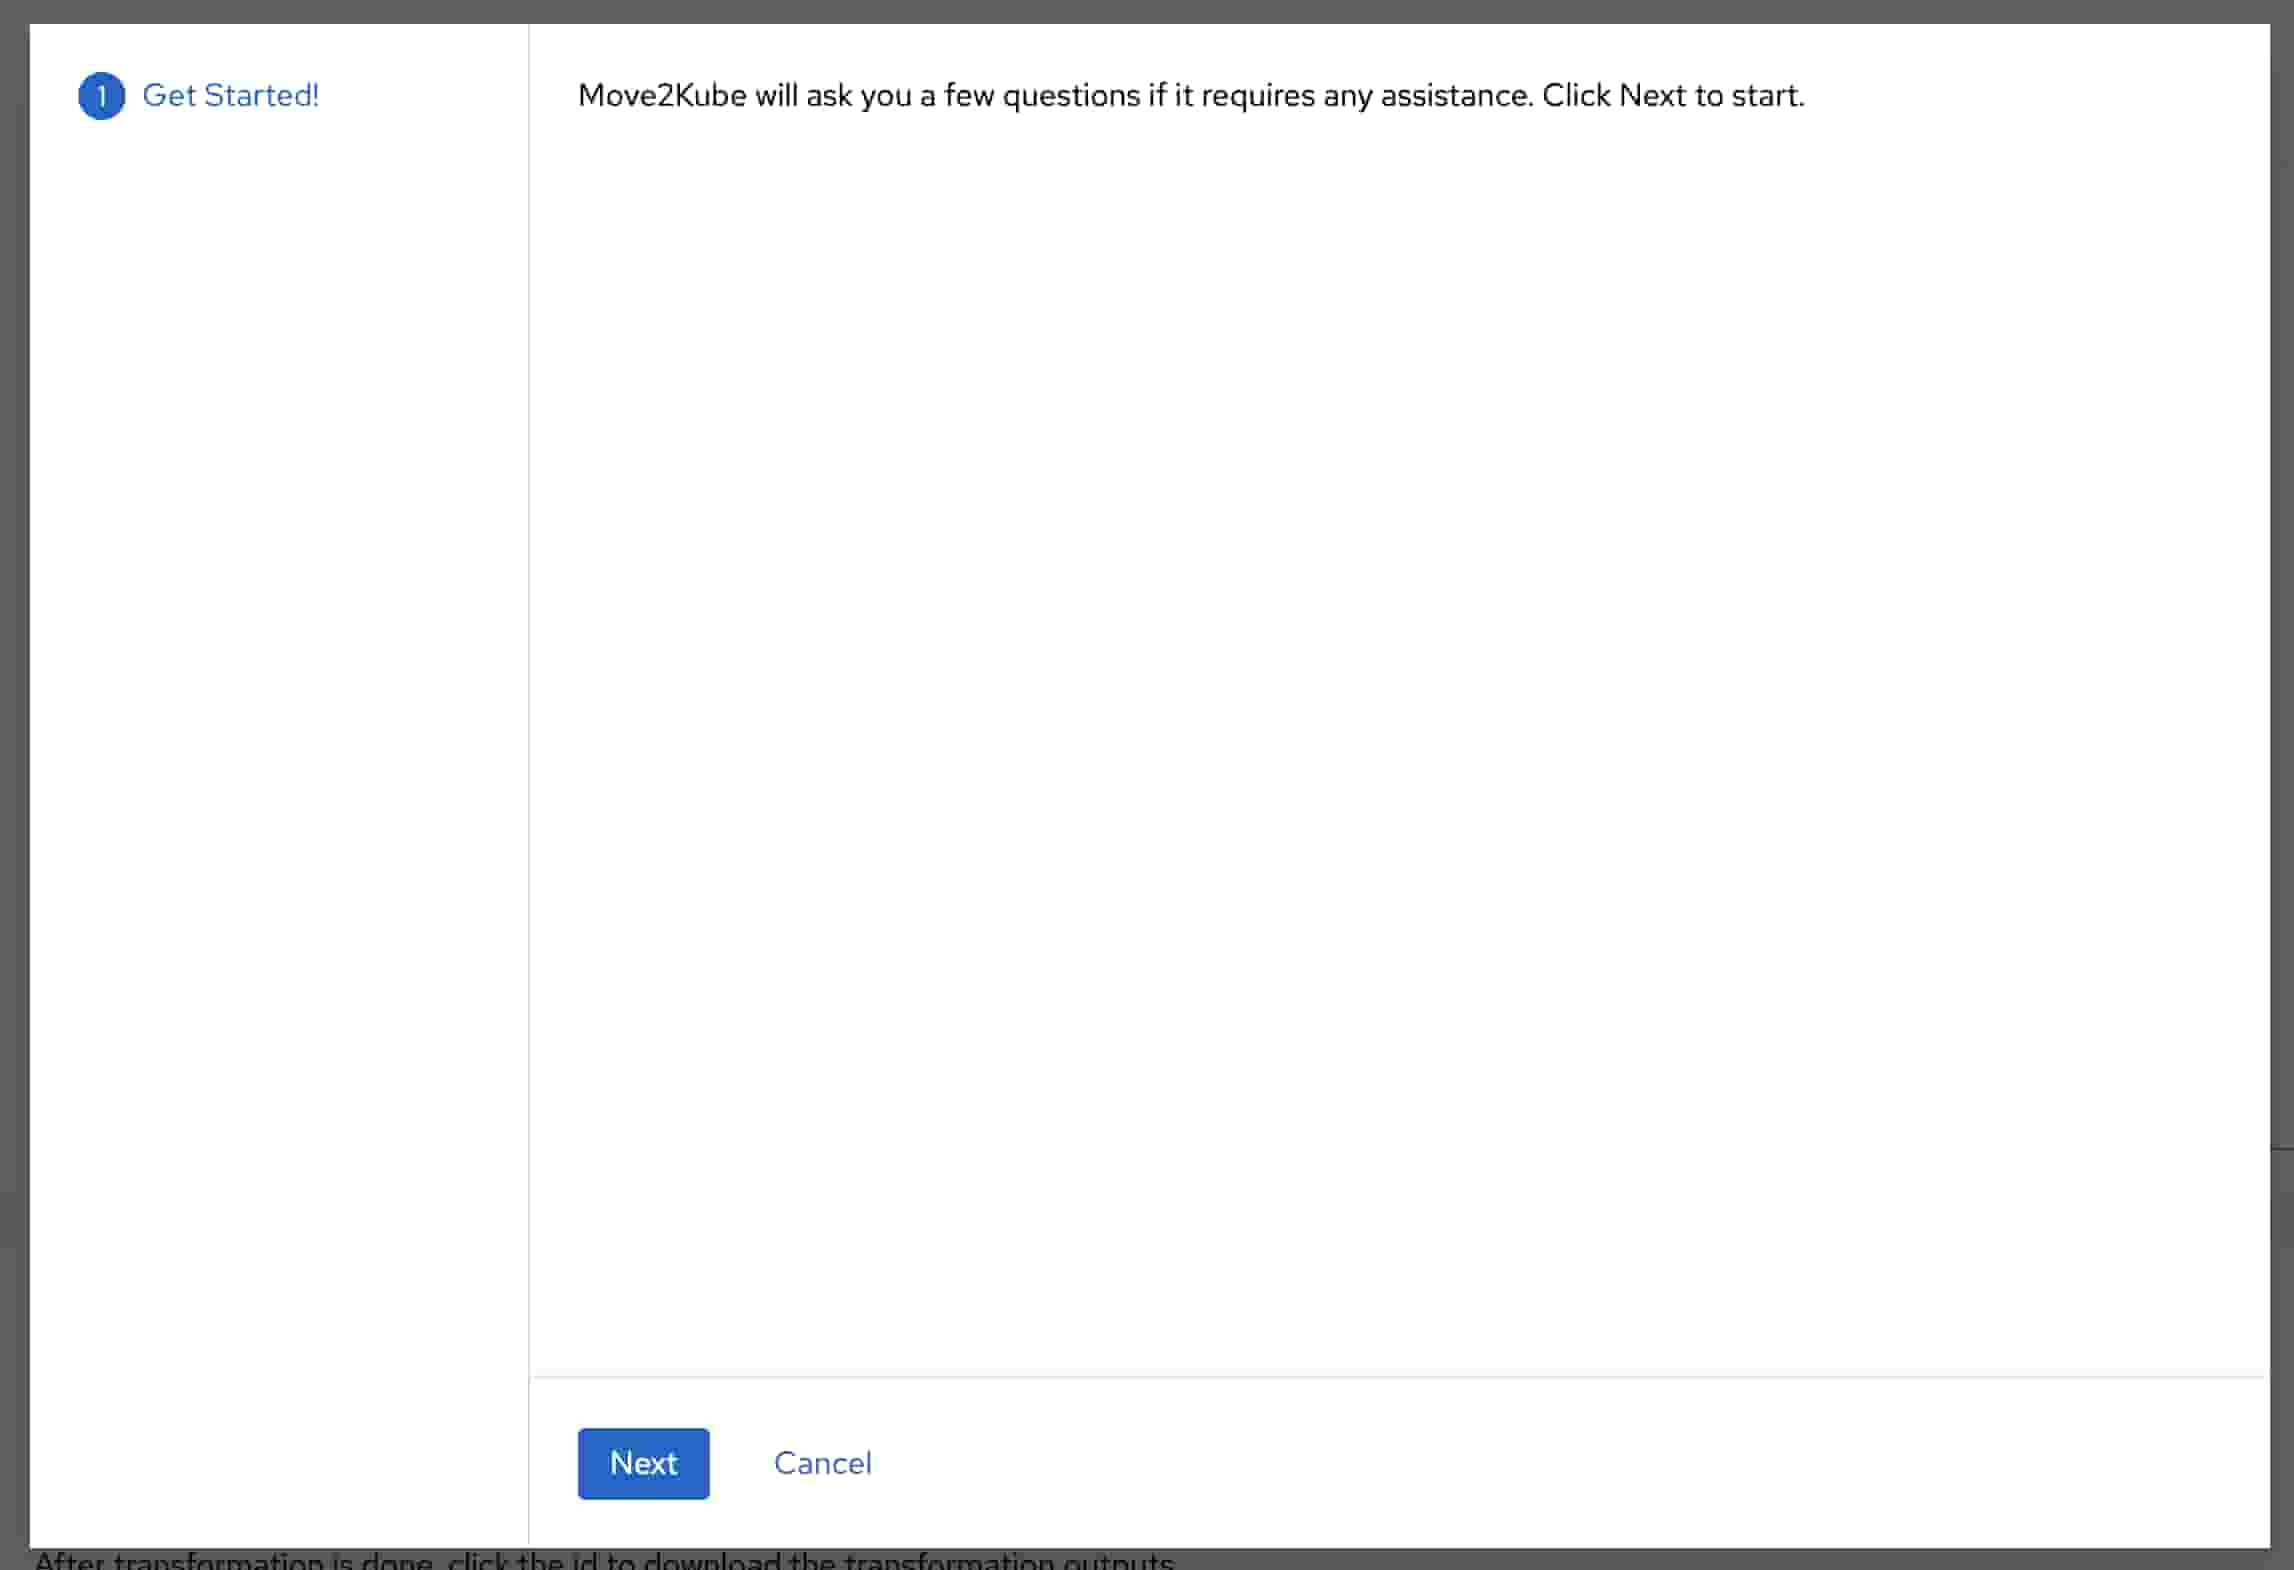 1 Get Started!
Move2Kube will ask you a few questions if it requires any assistance. Click Next to start.
Next Cancel
After transformation is done, click the id to download the transformation outputs